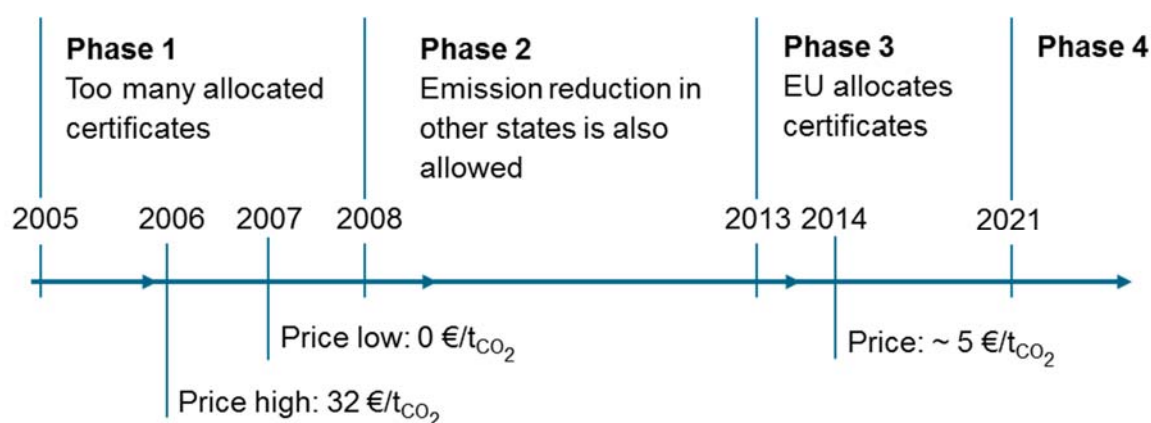 Phase 1
Too many allocated
certificates
Phase 2
Emission reduction in
other states is also
allowed
Phase 3
EU allocates
certificates
Phase 4
2005
2006
2007
2008
2013
2014
2021
Price low: 0 €/tCO2
Price: ~ 5 €/tCO2
Price high: 32 €/tCO2